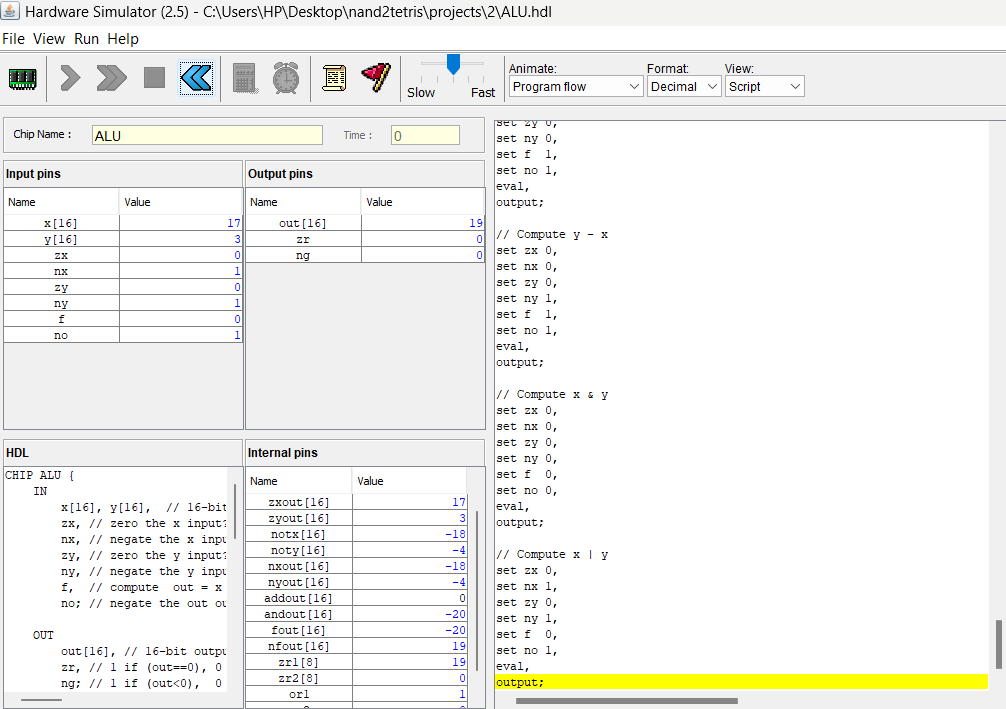 Hardware Simulator (2.5) - C:\Users\HP\Desktop\nand2tetris\projects\2\ALU.hdl
File View Run Help
Slow Fast
Animate: Format: View:
Program flow Decimal Script
Chip Name : ALU Time : 0
Input pins
Name Value
x[16] 17
y[16] 3
zx 0
nx 1
zy 0
ny 1
f 0
no 1
Output pins
Name Value
out[16] 19
zr 0
ng 0
HDL
CHIP ALU {
IN
x[16], y[16],  // 16-bit
zx, // zero the x input?
nx, // negate the x inpu
zy, // zero the y input?
ny, // negate the y inpu
f,  // compute  out = x
no; // negate the out ou
OUT
out[16], // 16-bit outpu
zr, // 1 if (out==0), 0
ng; // 1 if (out<0),  0
Internal pins
Name Value
zxout[16] 17
zyout[16] 3
notx[16] -18
noty[16] -4
nxout[16] -18
nyout[16] -4
addout[16] 0
andout[16] -20
fout[16] -20
nfout[16] 19
zr1[8] 19
zr2[8] 0
or1 1
set zy 0,
set ny 0,
set f  1,
set no 1,
eval,
output;
// Compute y - x
set zx 0,
set nx 0,
set zy 0,
set ny 1,
set f  1,
set no 1,
eval,
output;
// Compute x & y
set zx 0,
set nx 0,
set zy 0,
set ny 0,
set f  0,
set no 0,
eval,
output;
// Compute x | y
set zx 0,
set nx 1,
set zy 0,
set ny 1,
set f  0,
set no 1,
eval,
output;